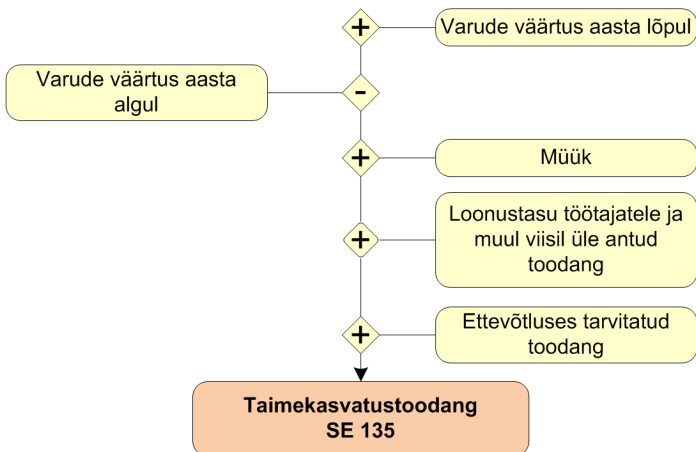 +
Varude väärtus aasta lõpul
Varude väärtus aasta
algul
-
+
Müük
+
Loonustasu töötajatele ja
muul viisil üle antud
toodang
+
Ettevõtluses tarvitatud
toodang
Taimekasvatustoodang
SE 135